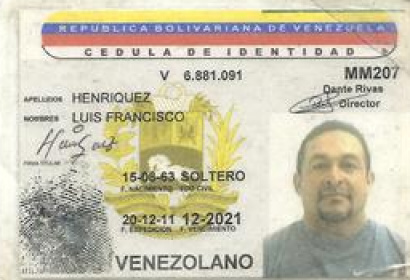 REPUBLICA BOLIVARIANA DE VENEZUELA
CEDULA DE IDENTIDAD
V 6.881.091 MM207
Dante Rivas
Director
APELLIDOS HENRIQUEZ
NOMBRES LUIS FRANCISCO
FIRMA TITULAR
15-06-63 SOLTERO
F. NACIMIENTO EDO CIVIL
20-12-11 12-2021
F. EXPEDICION F. VENCIMIENTO
VENEZOLANO